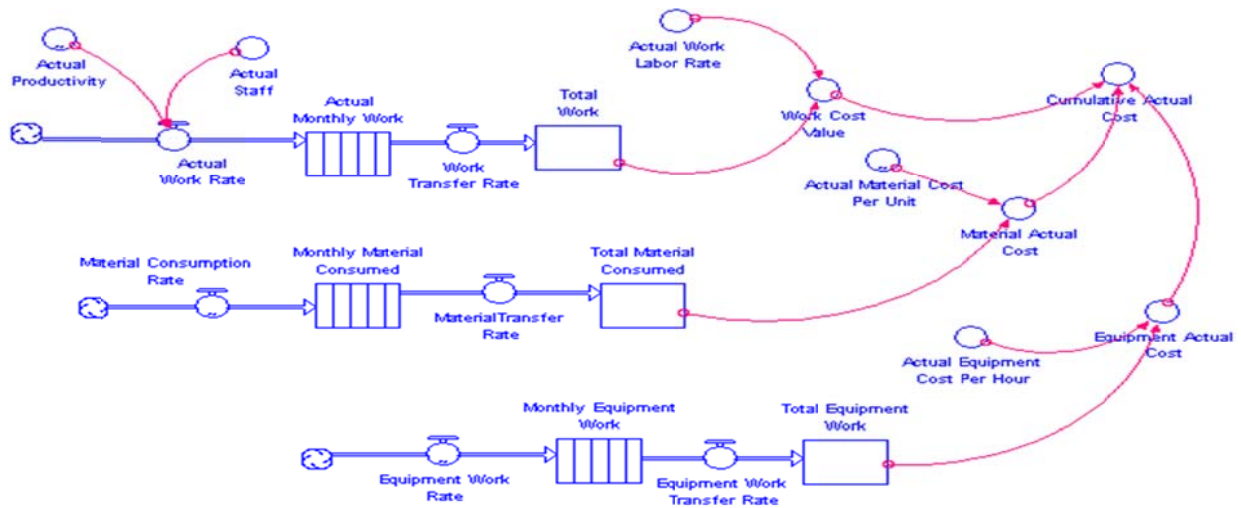 Actual Work
Labor Rate
Actual
Productivity
Actual
Staff
Actual
Monthly Work
Total
Work
Work Cost
Value
Cumulative Actual
Cost
Actual
Work Rate
Work
Transfer Rate
Actual Material Cost
Per Unit
Material Actual
Cost
Material Consumption
Rate
Monthly Material
Consumed
Total Material
Consumed
MaterialTransfer
Rate
Equipment Actual
Cost
Actual Equipment
Cost Per Hour
Monthly Equipment
Work
Total Equipment
Work
Equipment Work
Rate
Equipment Work
Transfer Rate